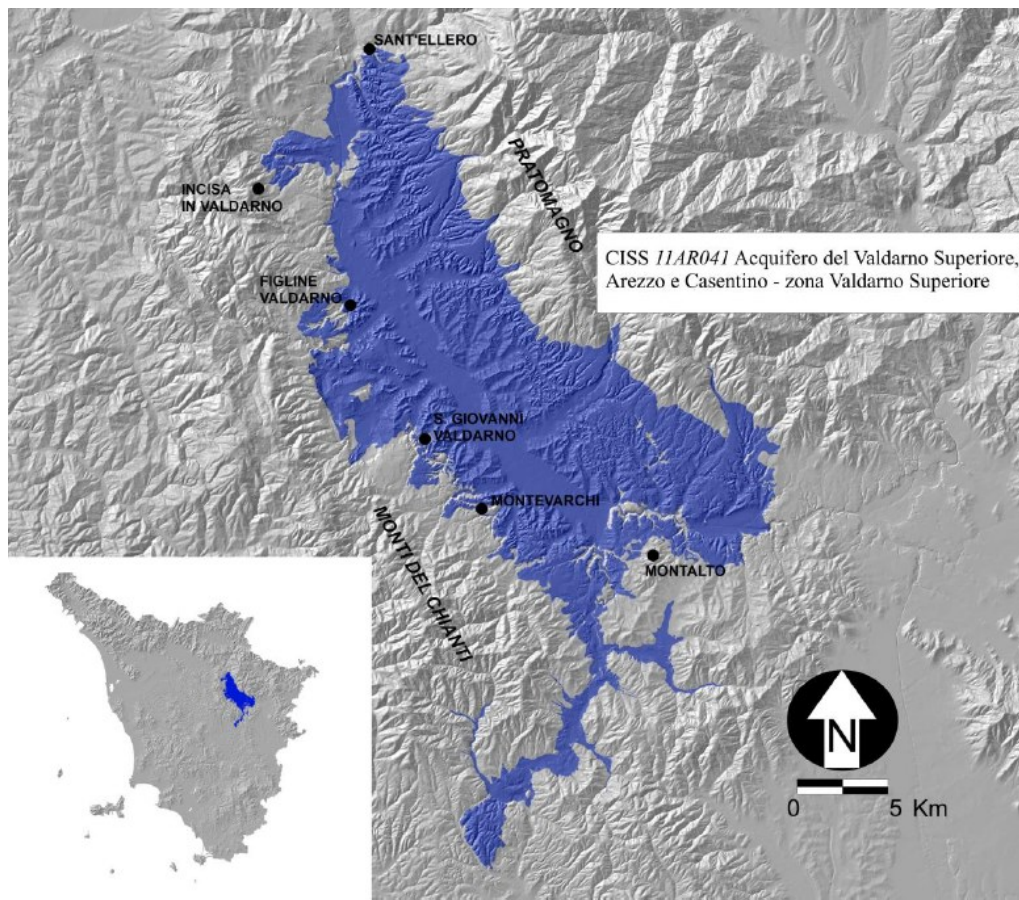 SANT'ELLERO
PRATOMAGNO
INCISA
IN VALDARNO
CISS 11AR041 Acquifero del Valdarno Superiore,
Arezzo e Casentino - zona Valdarno Superiore
FIGLINE
VALDARNO
S. GIOVANNI
VALDARNO
MONTEVARCHI
MONTI DEL CHIANTI
MONTALTO
N
0 5 Km